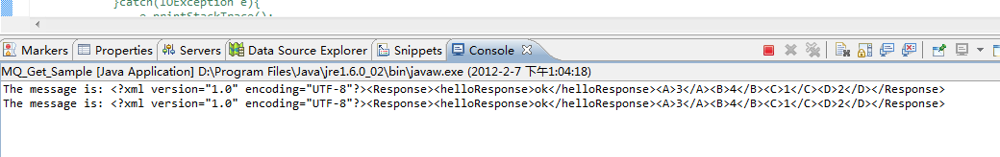 }catch(IOException e){
e.printStackTrace();
Markers Properties Servers Data Source Explorer Snippets Console
MQ_Get_Sample [Java Application] D:\Program Files\Java\jre1.6.0_02\bin\javaw.exe (2012-2-7 下午1:04:18)
The message is: <?xml version="1.0" encoding="UTF-8"?><Response><helloResponse>ok</helloResponse><A>3</A><B>4</B><C>1</C><D>2</D></Response>
The message is: <?xml version="1.0" encoding="UTF-8"?><Response><helloResponse>ok</helloResponse><A>3</A><B>4</B><C>1</C><D>2</D></Response>